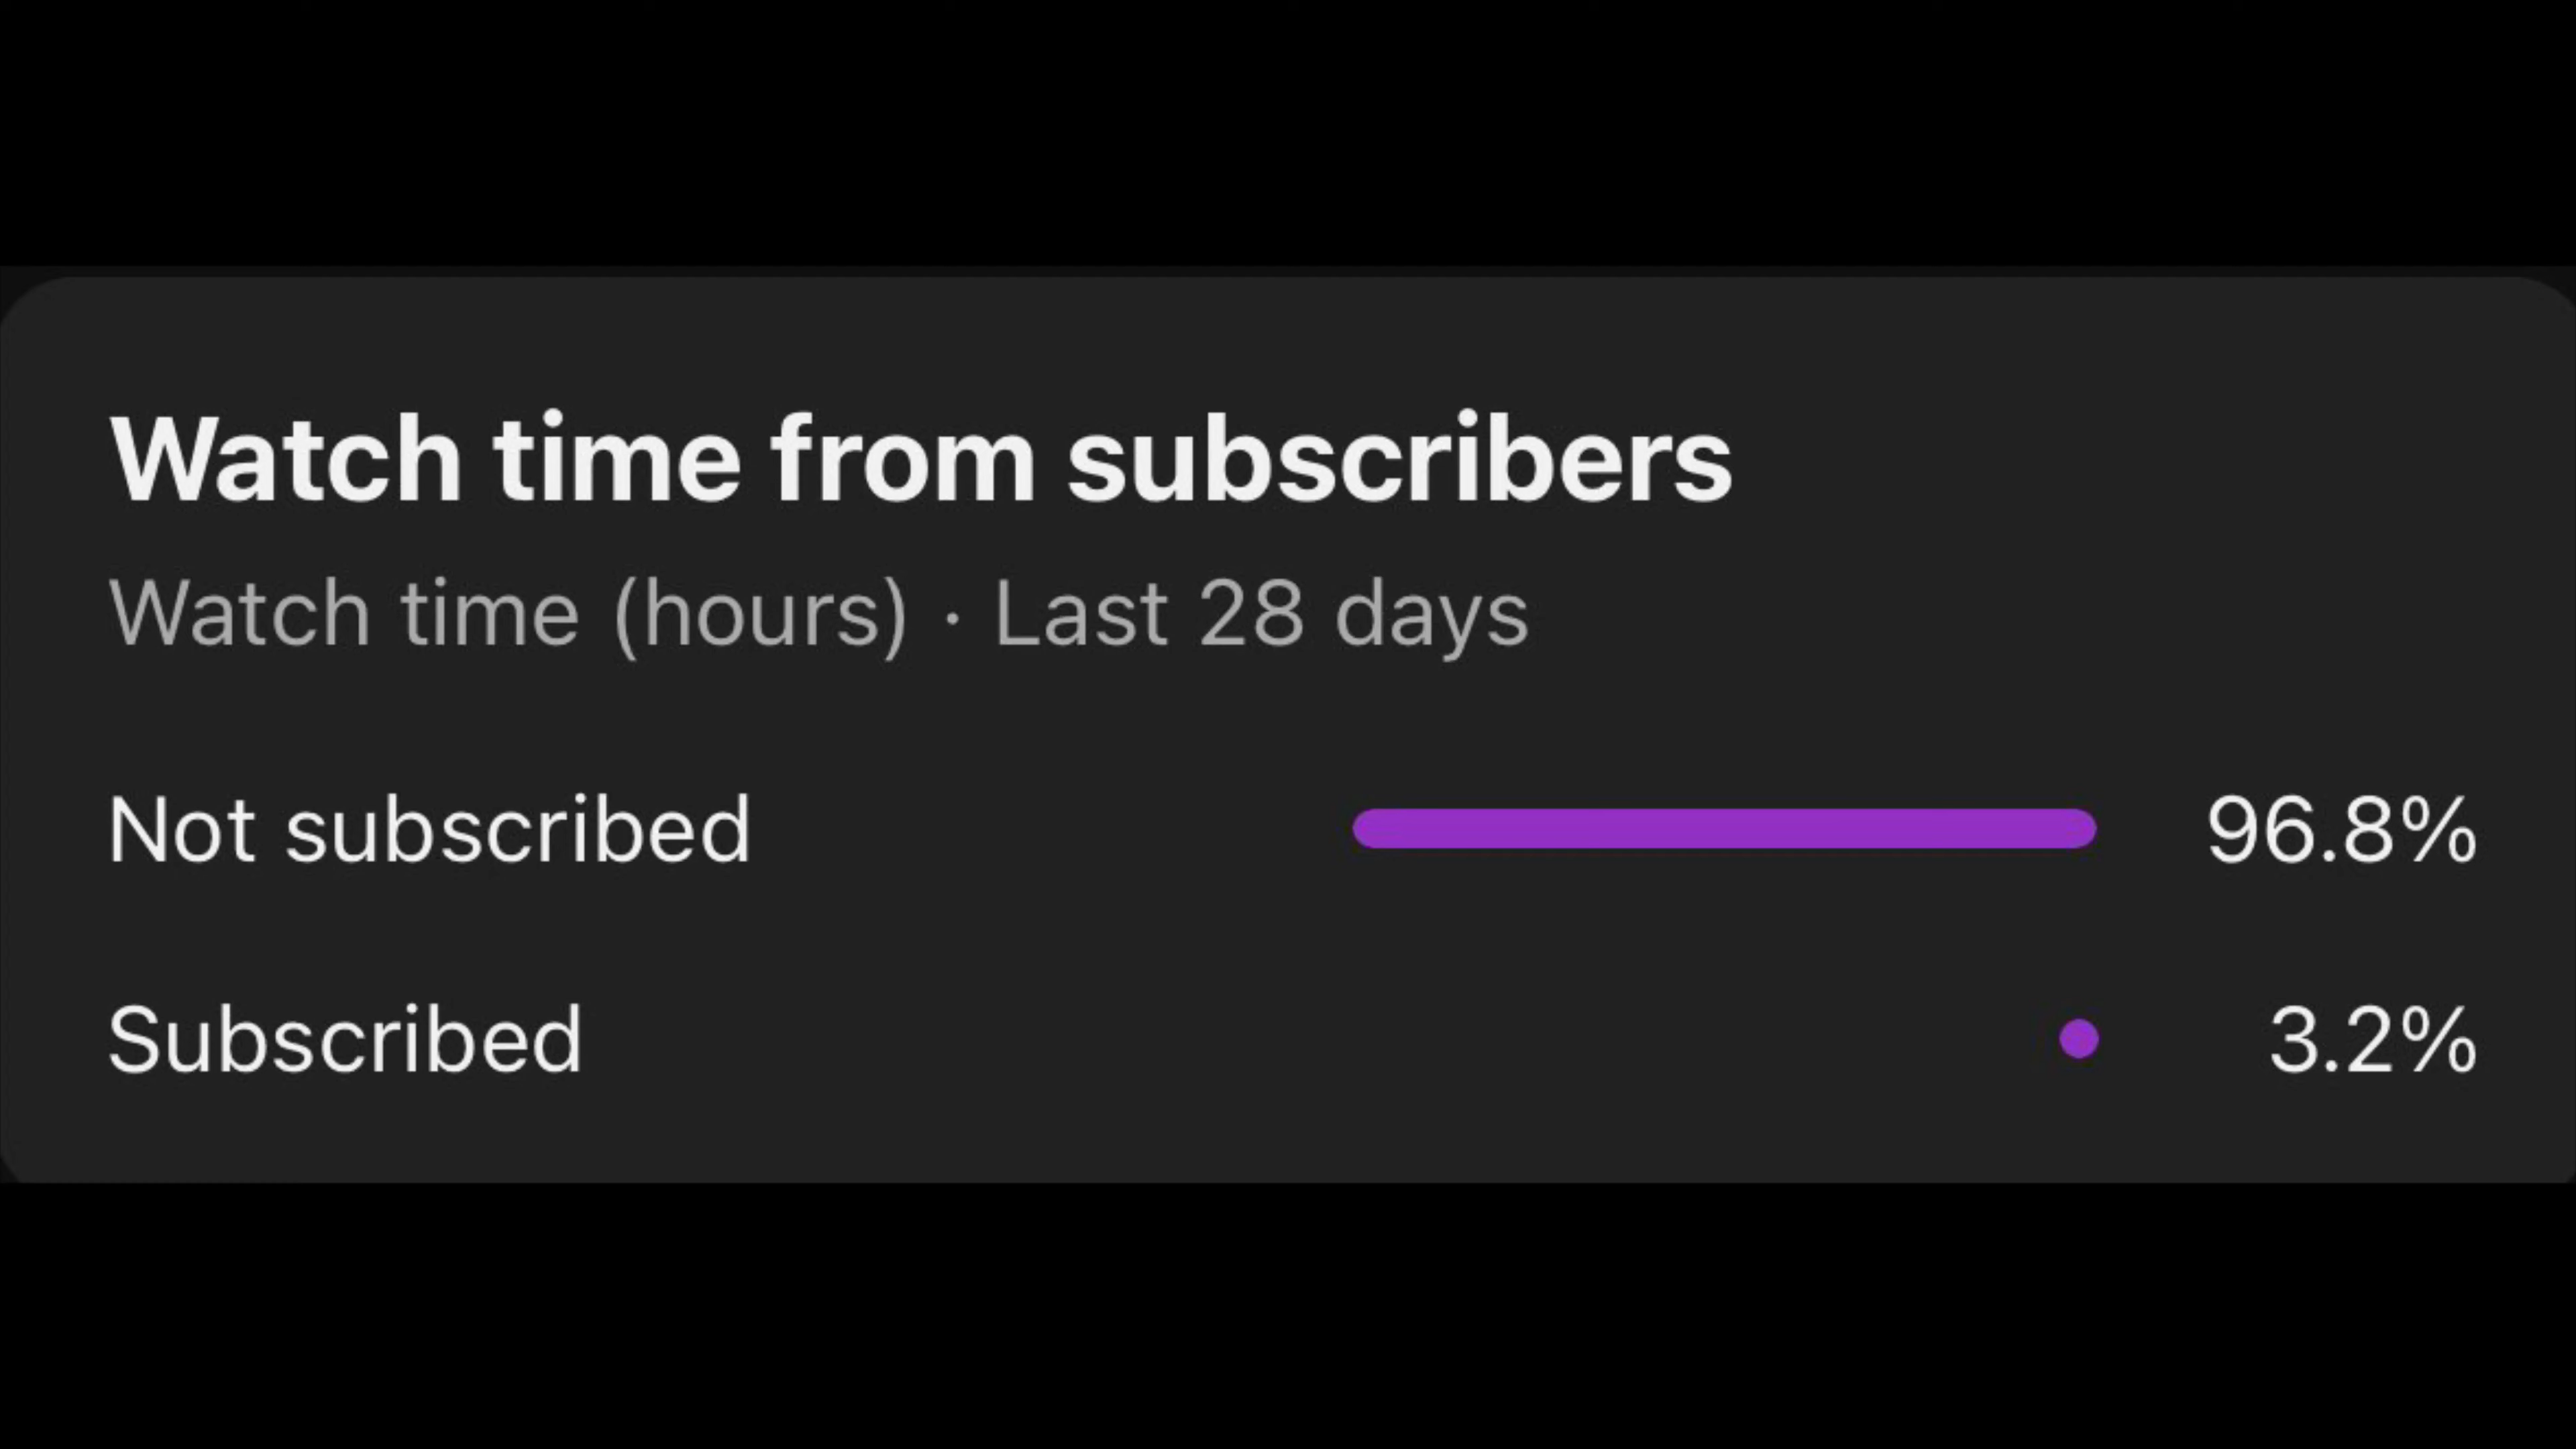 Watch time from subscribers
Watch time (hours) · Last 28 days
Not subscribed 96.8%
Subscribed 3.2%